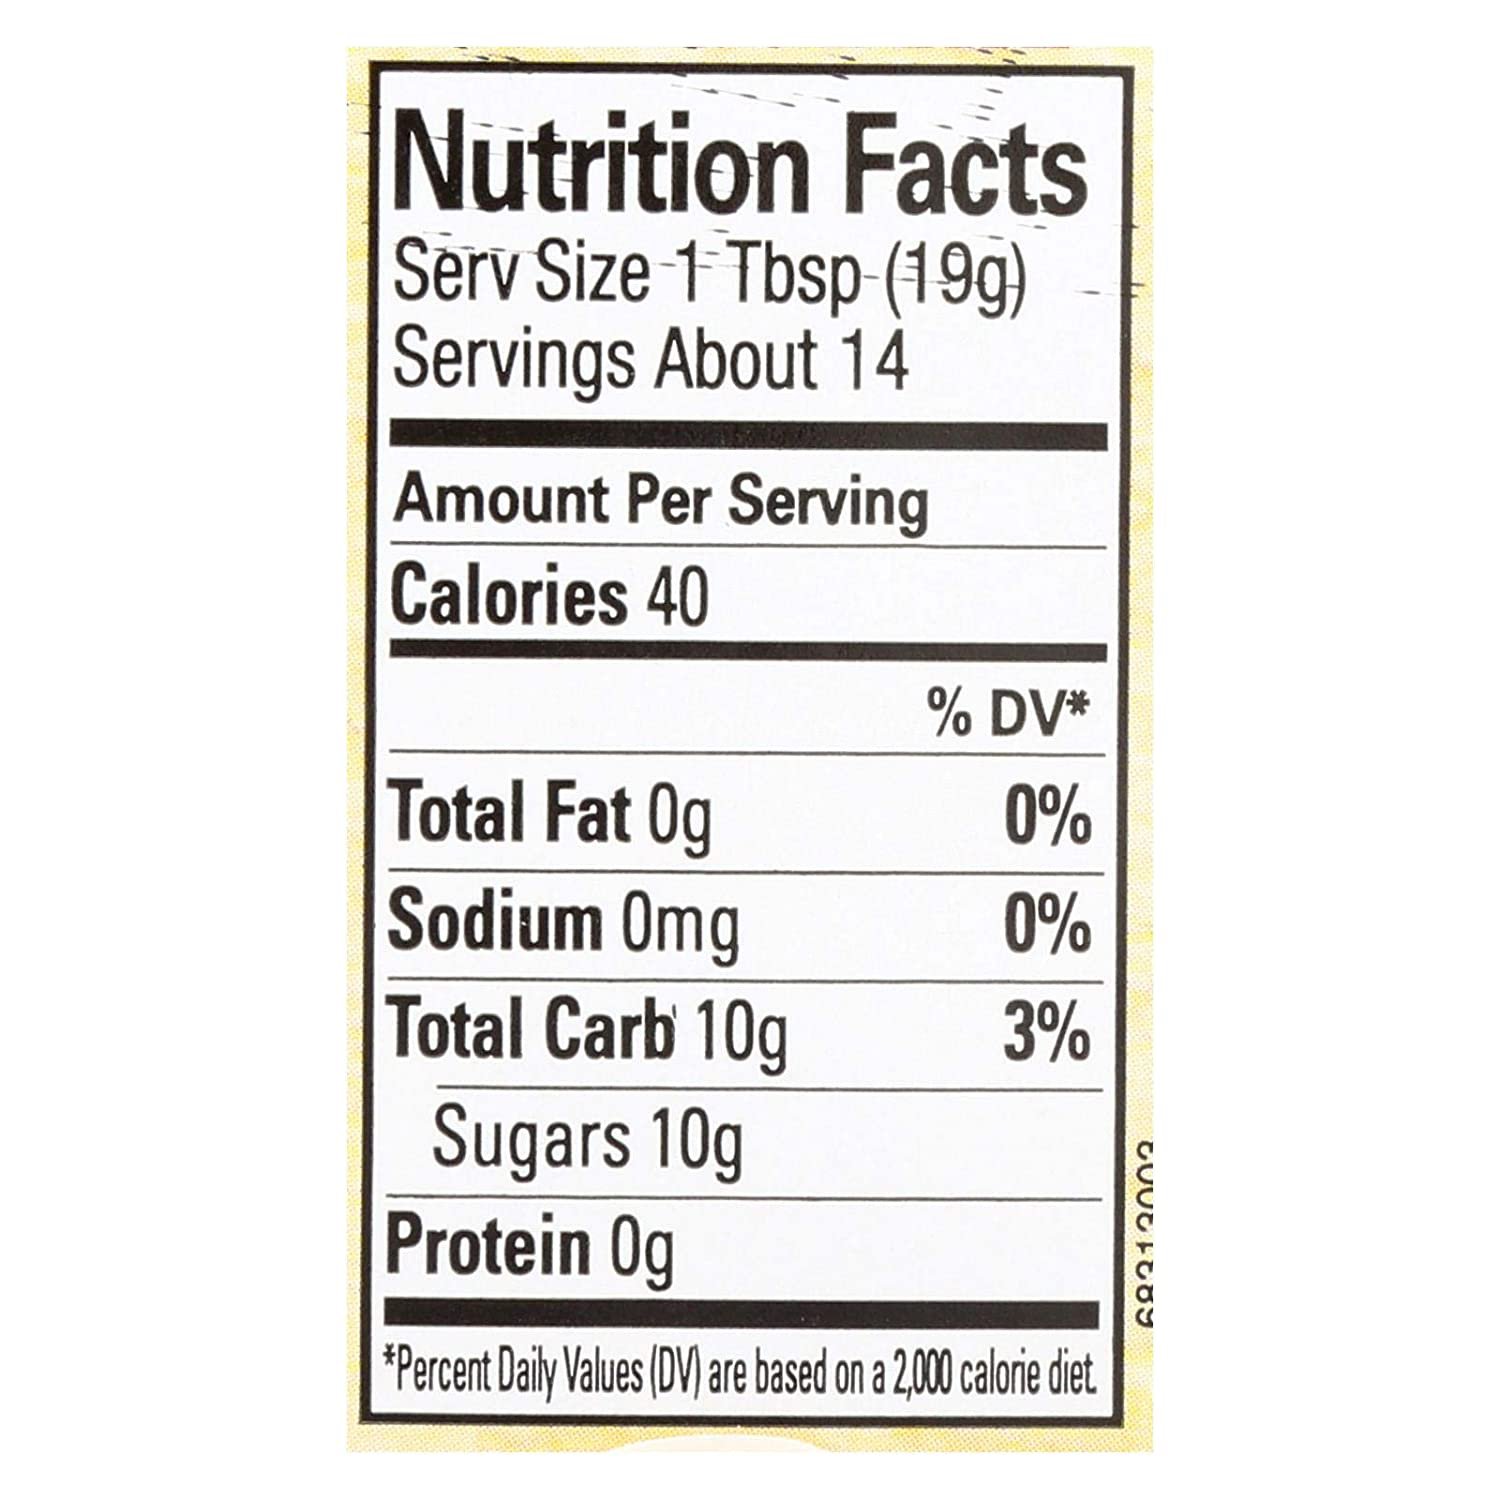 Nutrition Facts
Serv Size 1 Tbsp (19g)
Servings About 14
Amount Per Serving
Calories 40
% DV*
Total Fat 0g 0%
Sodium 0mg 0%
Total Carb 10g 3%
Sugars 10g
Protein 0g
*Percent Daily Values (DV) are based on a 2,000 calorie diet.
68313003